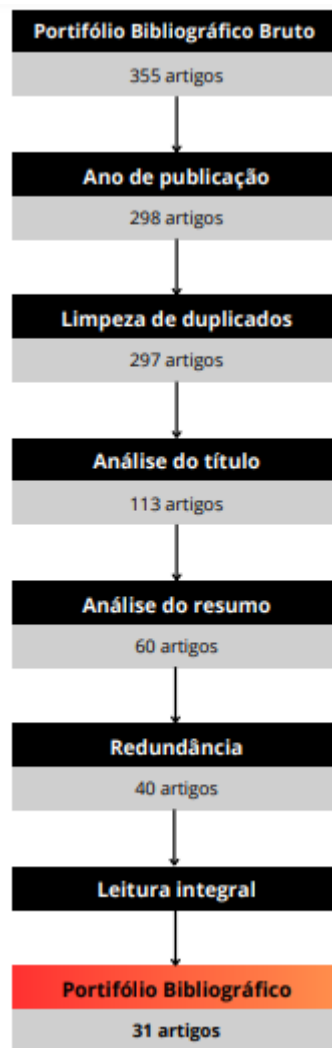 Portifólio Bibliográfico Bruto
355 artigos
Ano de publicação
298 artigos
Limpeza de duplicados
297 artigos
Análise do título
113 artigos
Análise do resumo
60 artigos
Redundância
40 artigos
Leitura integral
Portifólio Bibliográfico
31 artigos